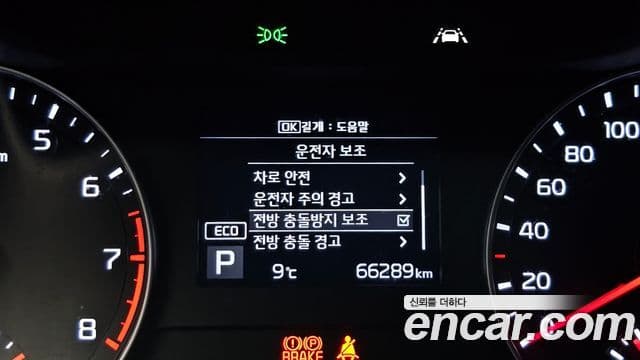 OK길게 : 도움말
운전자 보조
차로 안전
운전자 주의 경고
전방 충돌방지 보조
전방 충돌 경고
ECO
P
9℃ 66289km
5
6
7
8
100
80
60
40
20
0
(!) (P)
BRAKE
신뢰를 더하다
encar.com